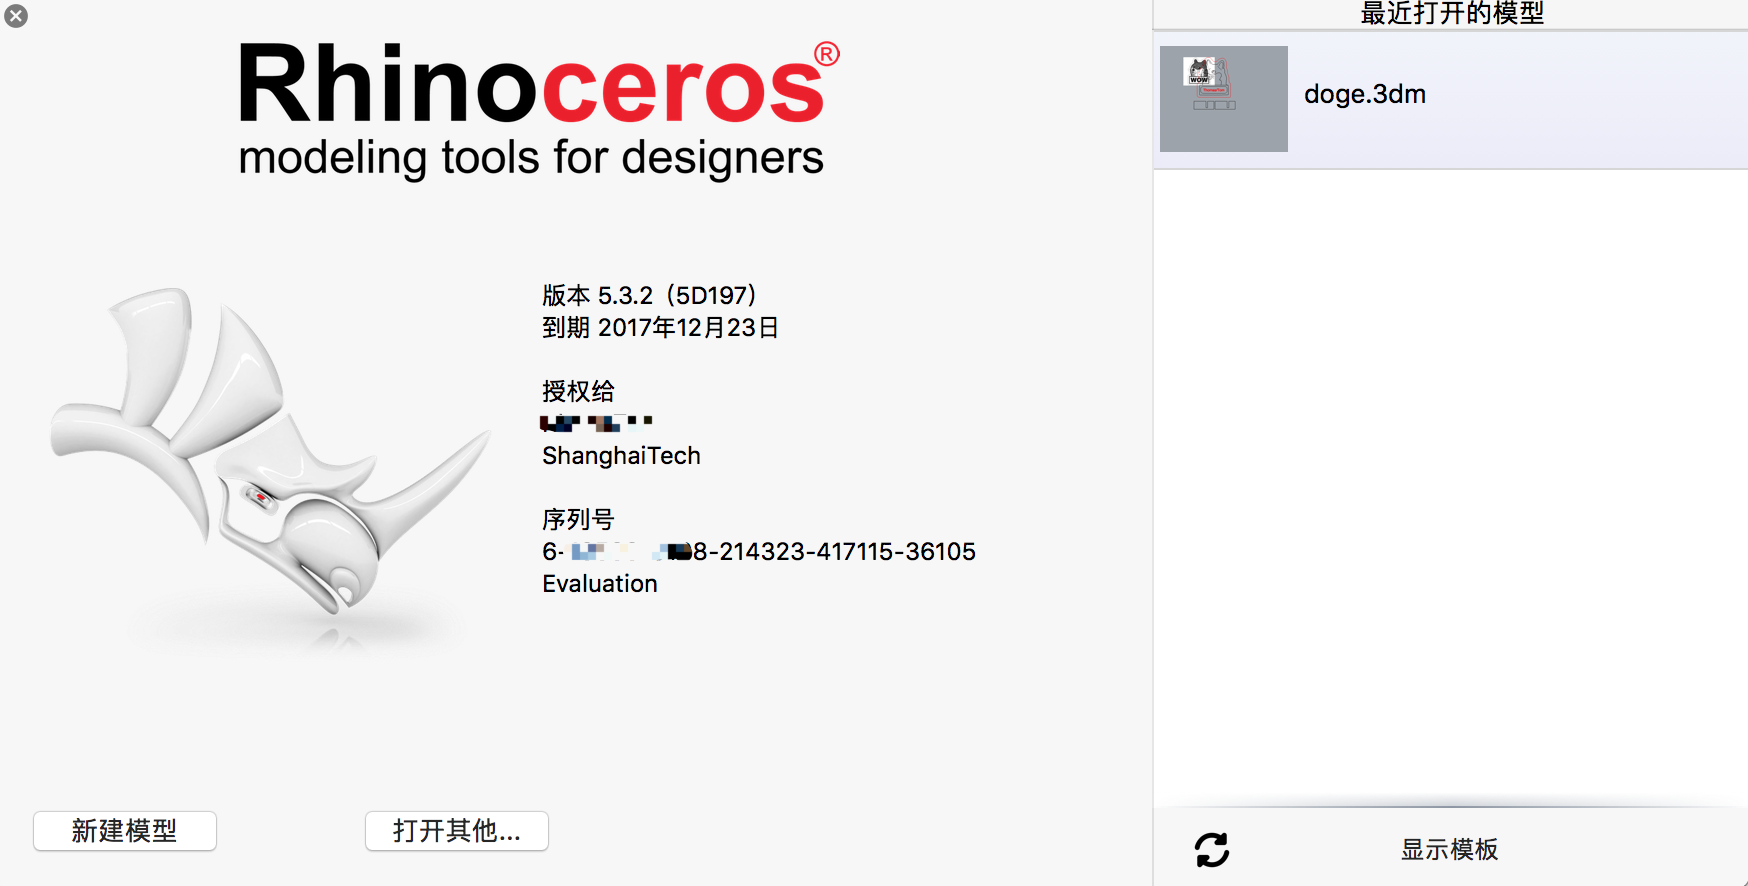 Rhinoceros®
modeling tools for designers
版本 5.3.2（5D197）
到期 2017年12月23日
授权给
ShanghaiTech
序列号
6-
8-214323-417115-36105
Evaluation
新建模型
打开其他...
最近打开的模型
WOW
doge.3dm
显示模板